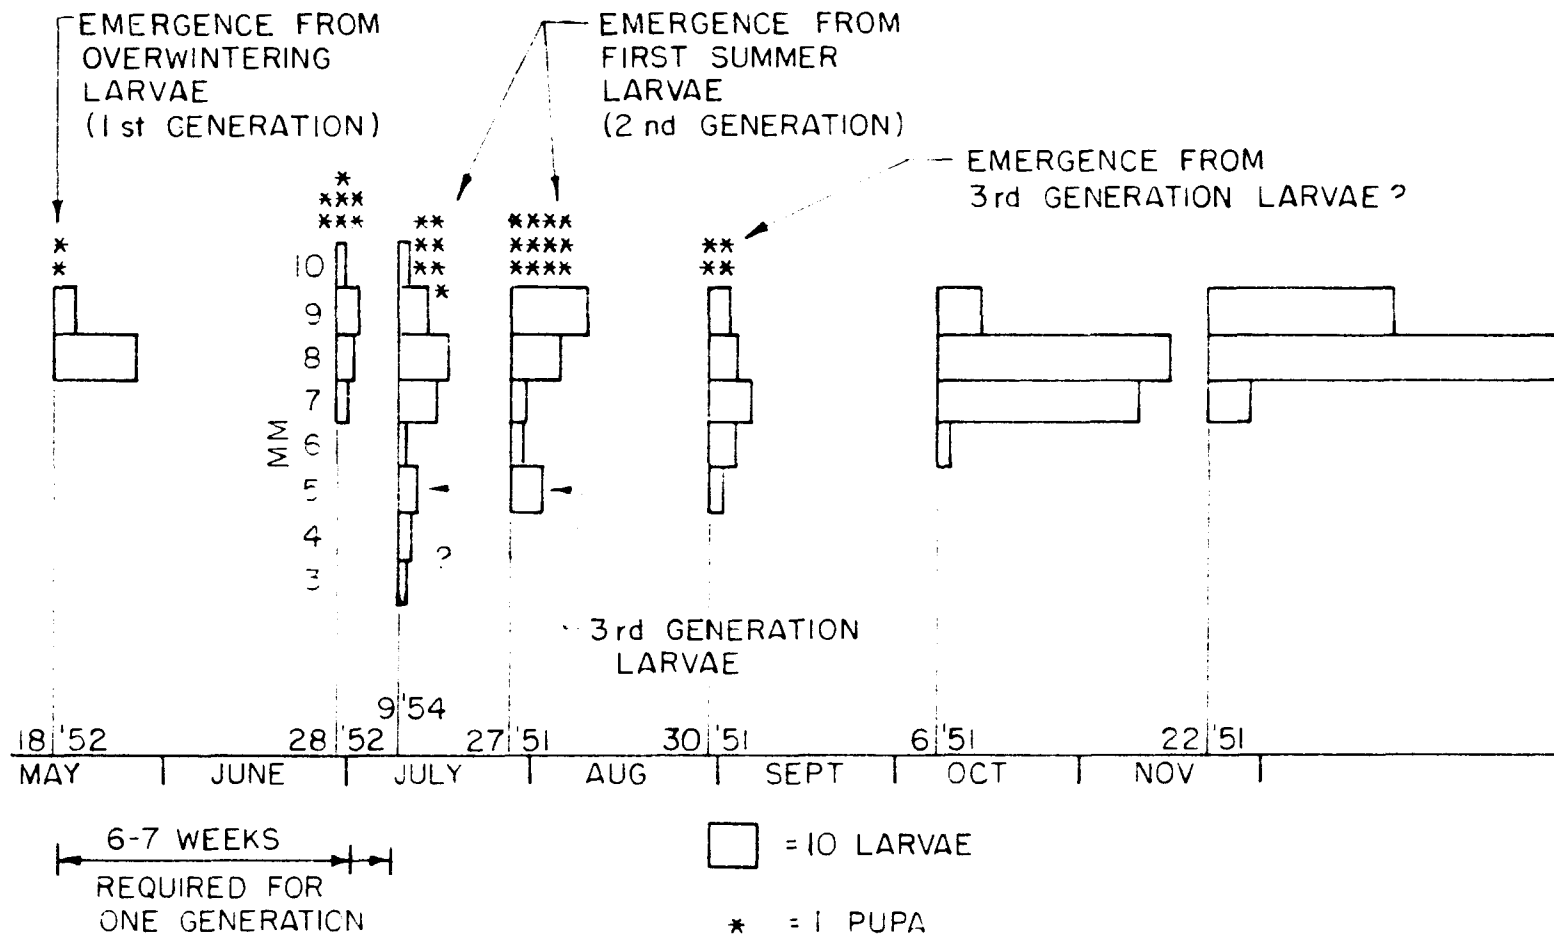 EMERGENCE FROM
OVERWINTERING
LARVAE
(1st GENERATION)
EMERGENCE FROM
FIRST SUMMER
LARVAE
(2nd GENERATION)
EMERGENCE FROM
3rd GENERATION LARVAE?
*
***
***
*
*
**
**
**
*
****
****
****
**
**
10
9
8
7
6
5
4
3
MM
?
3rd GENERATION
LARVAE
18 '52
28 '52
9 '54
27 '51
30 '51
6 '51
22 '51
MAY
JUNE
JULY
AUG
SEPT
OCT
NOV
6-7 WEEKS
REQUIRED FOR
ONE GENERATION
= 10 LARVAE
* = 1 PUPA